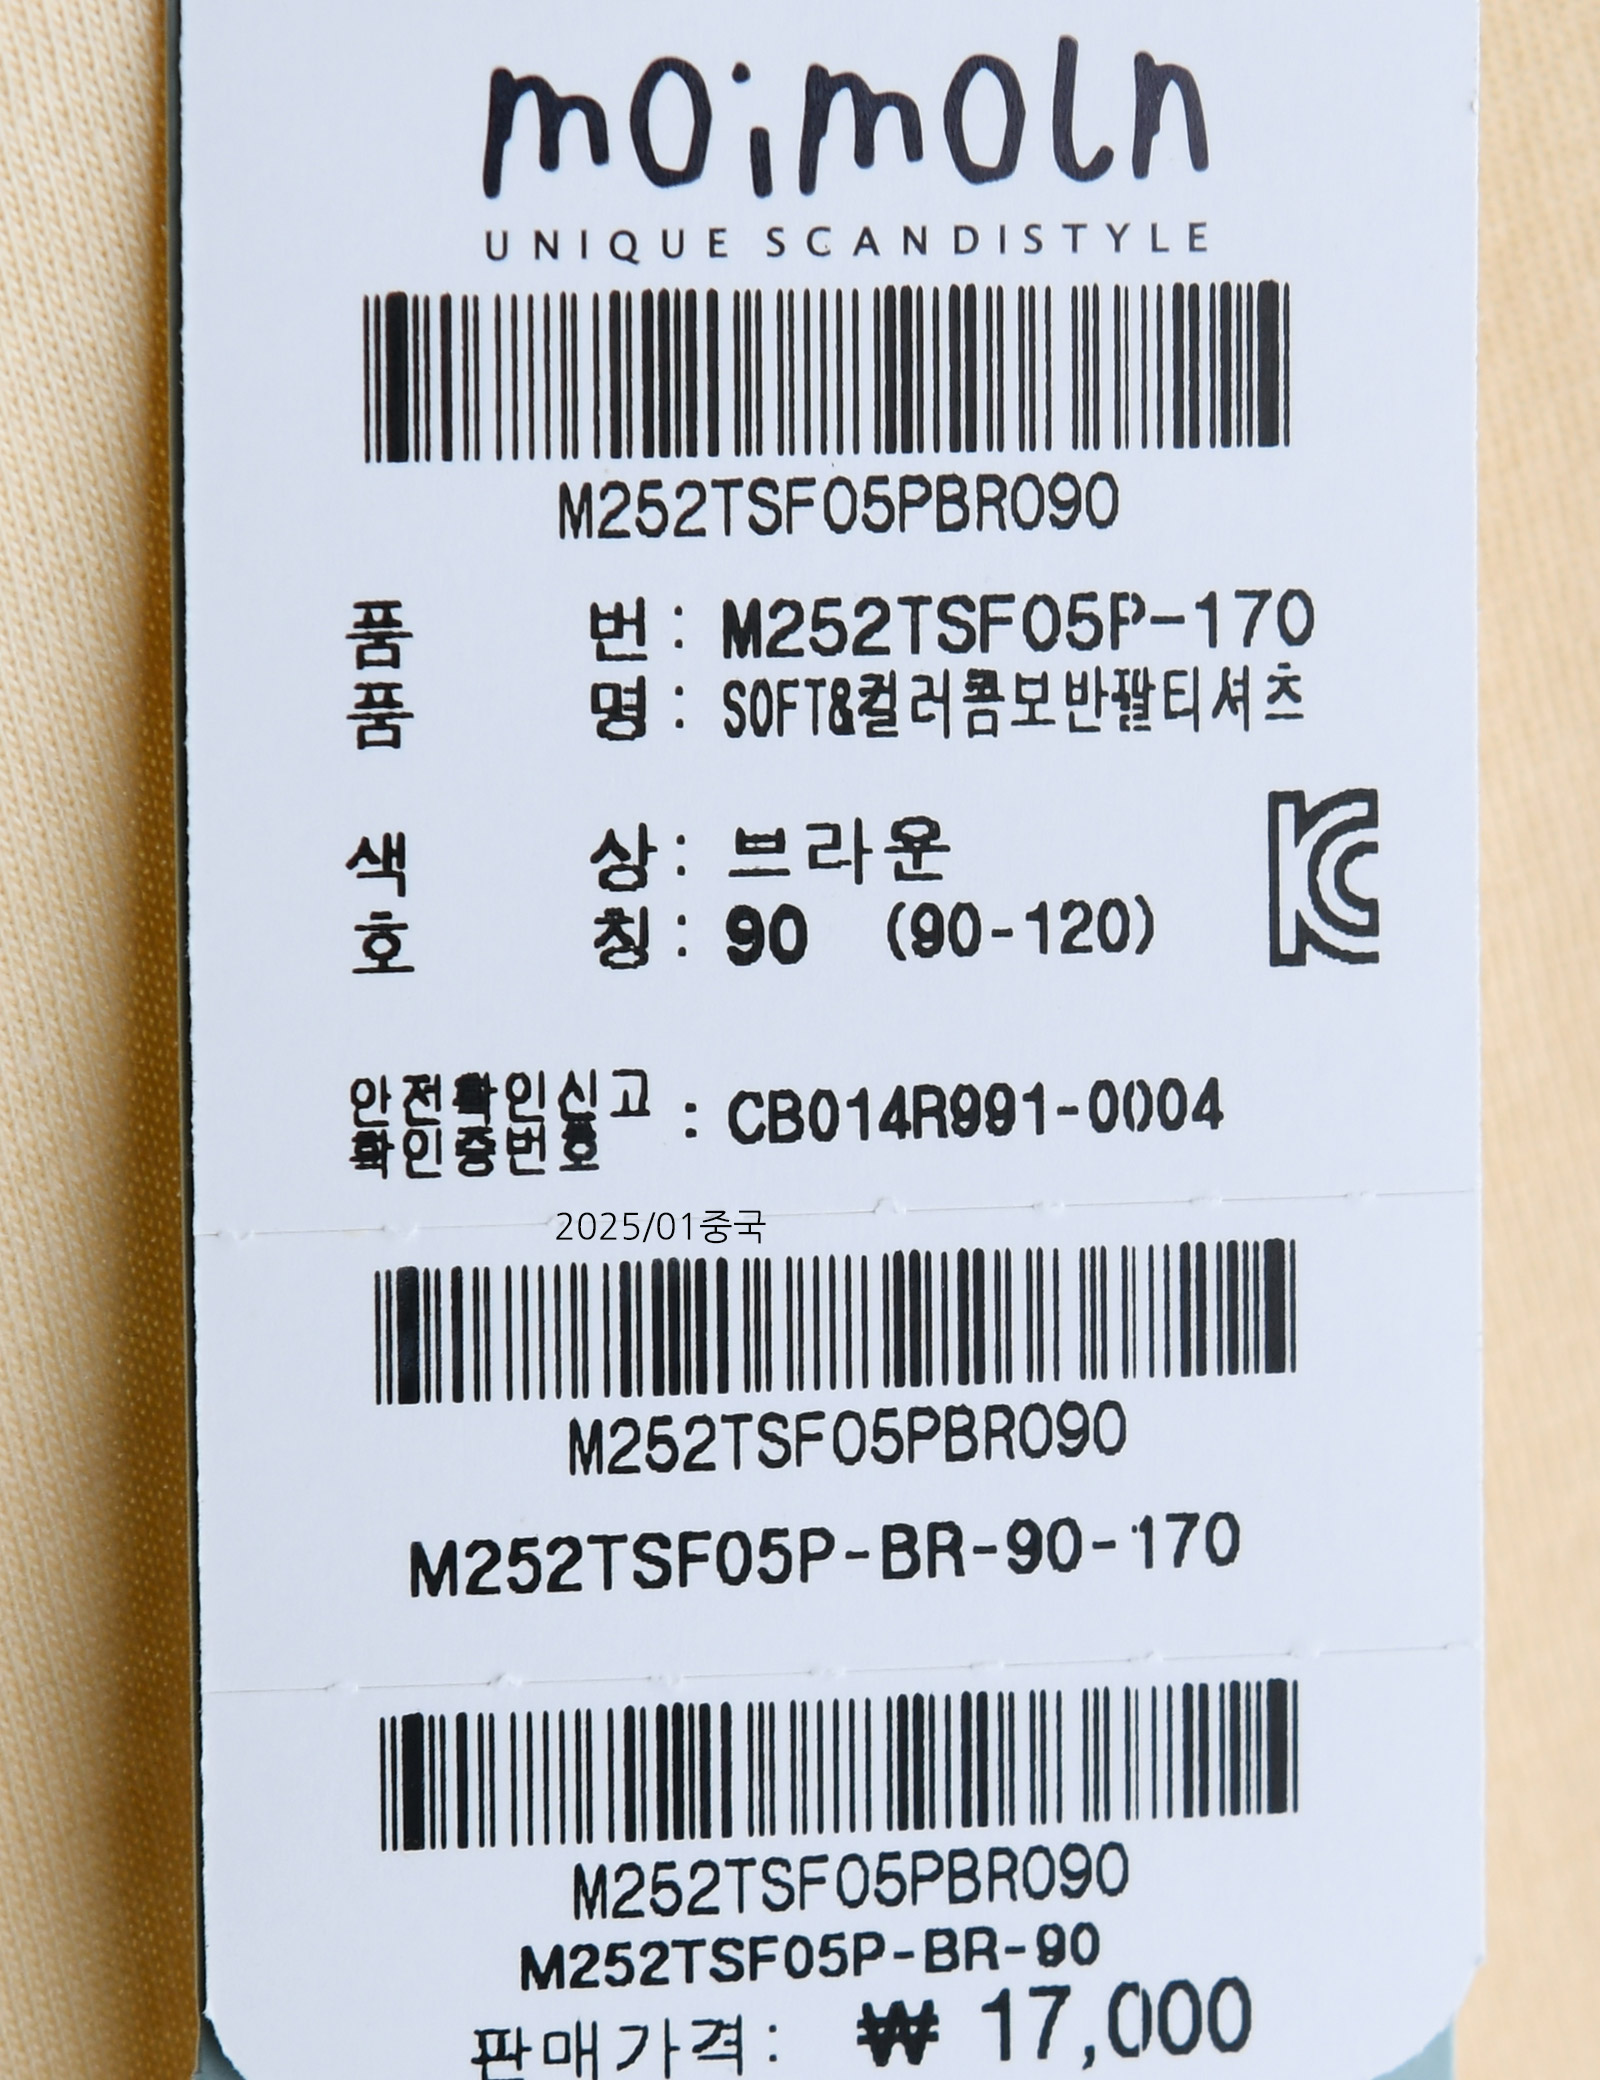 moimoln
UNIQUE SCANDISTYLE
M252TSF05PBR090
품 번 : M252TSF05P-170
품 명 : SOFT&컬러콤모반팔티셔츠
색 상 : 브라운
호 칭 : 90 (90-120)
안전확인신고
확인증번호 : CB014R991-0004
2025/01중국
M252TSF05PBR090
M252TSF05P-BR-90-170
M252TSF05PBR090
M252TSF05P-BR-90
판매가격: ₩ 17,000